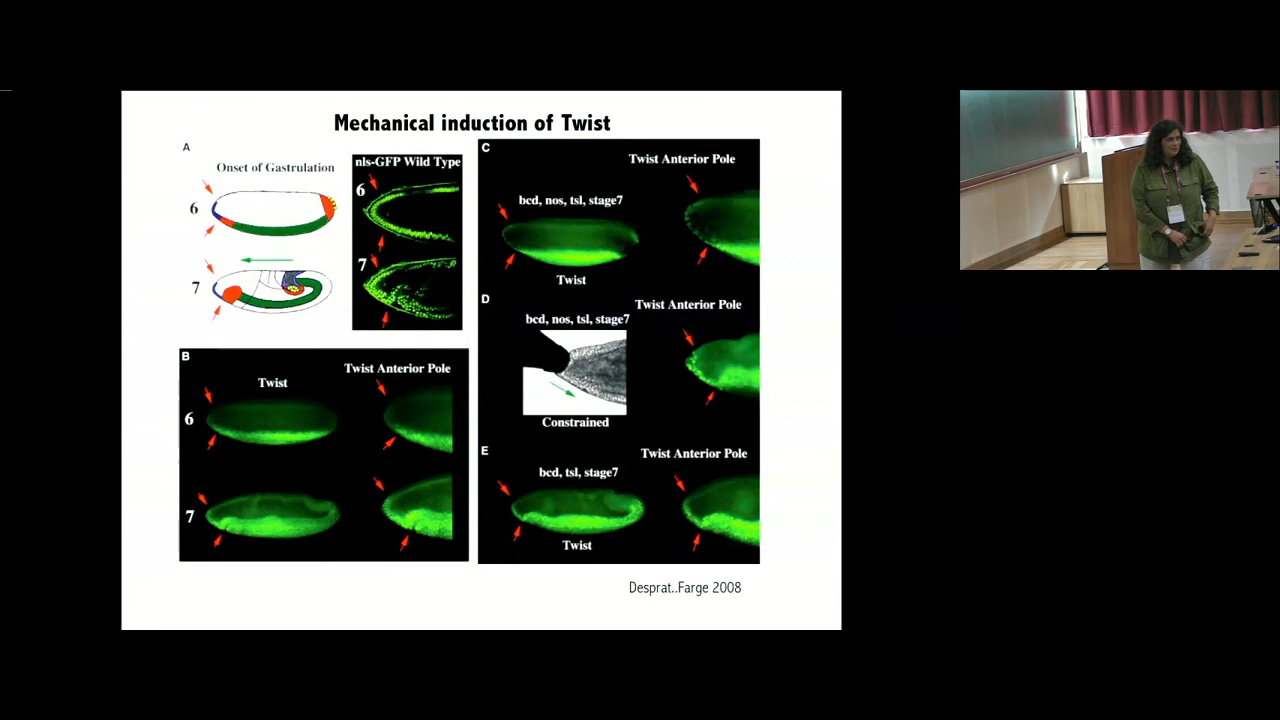 Mechanical induction of Twist
A
Onset of Gastrulation
6
7
nls-GFP Wild Type
6
7
B
Twist
Twist Anterior Pole
6
7
C
Twist Anterior Pole
bcd, nos, tsl, stage7
Twist
D
Twist Anterior Pole
bcd, nos, tsl, stage7
Constrained
E
Twist Anterior Pole
bcd, tsl, stage7
Twist
Desprat..Farge 2008